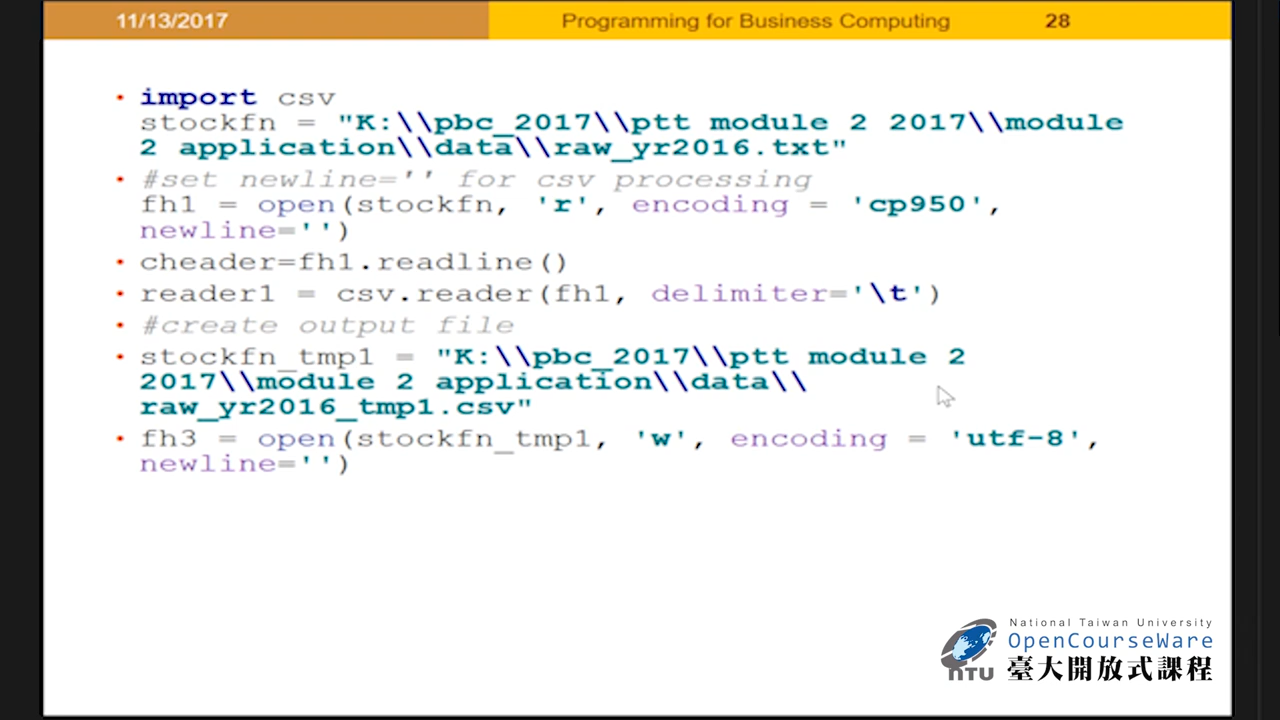 11/13/2017
Programming for Business Computing
28
• import csv
stockfn = "K:\\pbc_2017\\ptt module 2 2017\\module
2 application\\data\\raw_yr2016.txt"
• #set newline='' for csv processing
fh1 = open(stockfn, 'r', encoding = 'cp950',
newline='')
• cheader=fh1.readline()
• reader1 = csv.reader(fh1, delimiter='\t')
• #create output file
• stockfn_tmp1 = "K:\\pbc_2017\\ptt module 2
2017\\module 2 application\\data\\
raw_yr2016_tmp1.csv"
• fh3 = open(stockfn_tmp1, 'w', encoding = 'utf-8',
newline='')
National Taiwan University
OpenCourseWare
NTU 臺大開放式課程